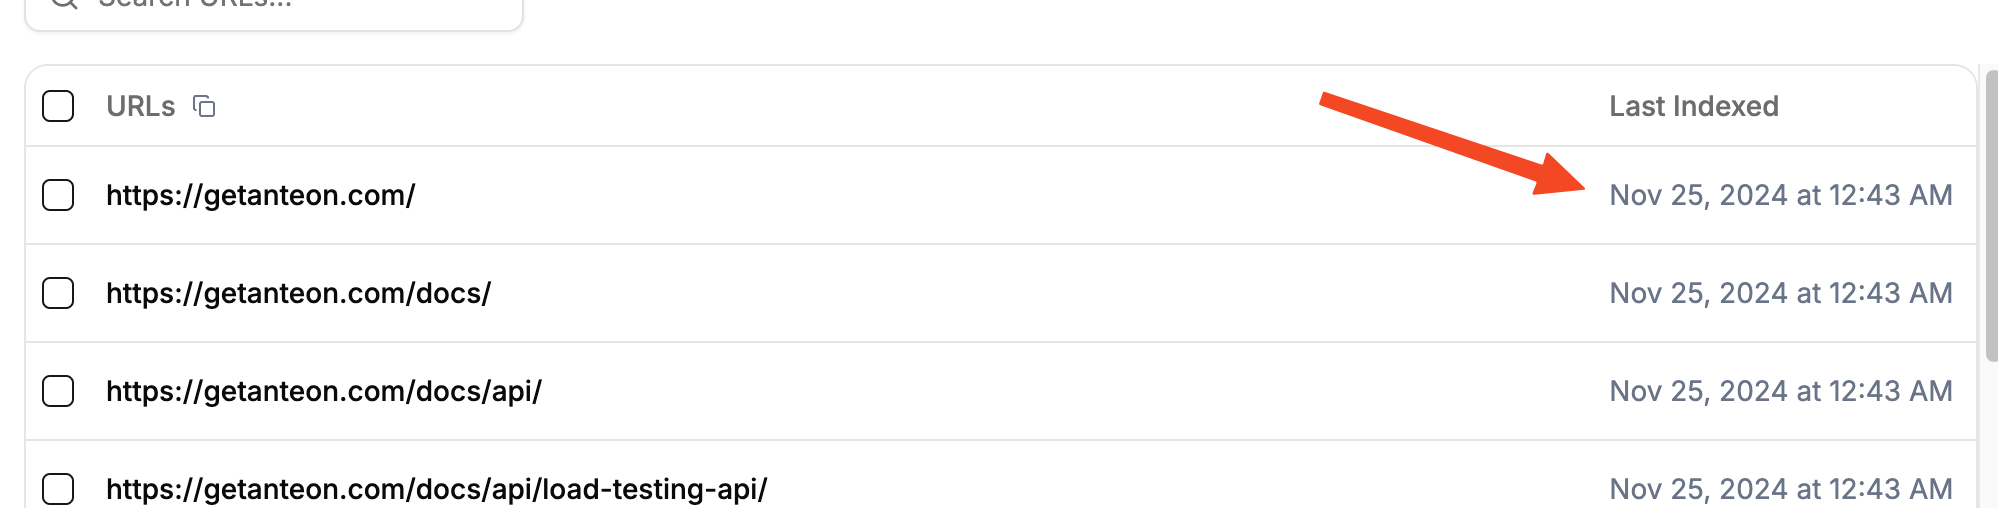 Search URLs...
URLs Last Indexed
https://getanteon.com/ Nov 25, 2024 at 12:43 AM
https://getanteon.com/docs/ Nov 25, 2024 at 12:43 AM
https://getanteon.com/docs/api/ Nov 25, 2024 at 12:43 AM
https://getanteon.com/docs/api/load-testing-api/ Nov 25, 2024 at 12:43 AM